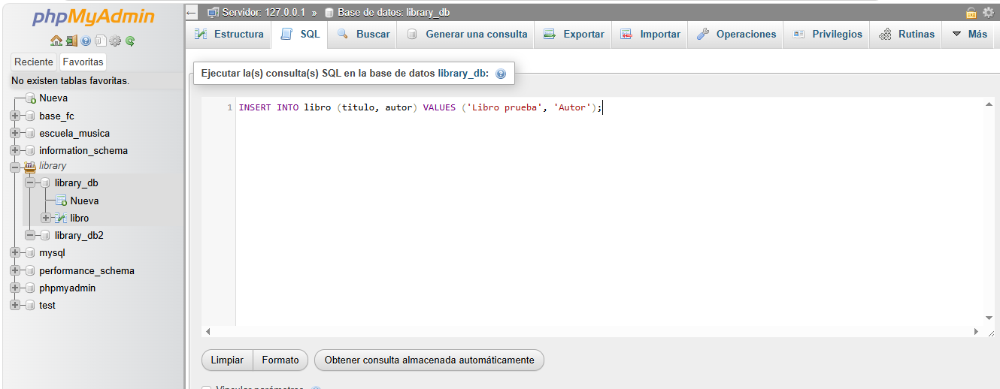 phpMyAdmin
Reciente Favoritas
No existen tablas favoritas.
Nueva
base_fc
escuela_musica
information_schema
library
library_db
Nueva
libro
library_db2
mysql
performance_schema
phpmyadmin
test
Servidor: 127.0.0.1 » Base de datos: library_db
Estructura SQL Buscar Generar una consulta Exportar Importar Operaciones Privilegios Rutinas Más
Ejecutar la(s) consulta(s) SQL en la base de datos library_db:
1 INSERT INTO libro (titulo, autor) VALUES ('Libro prueba', 'Autor');
Limpiar Formato Obtener consulta almacenada automáticamente
Vincular parámetros